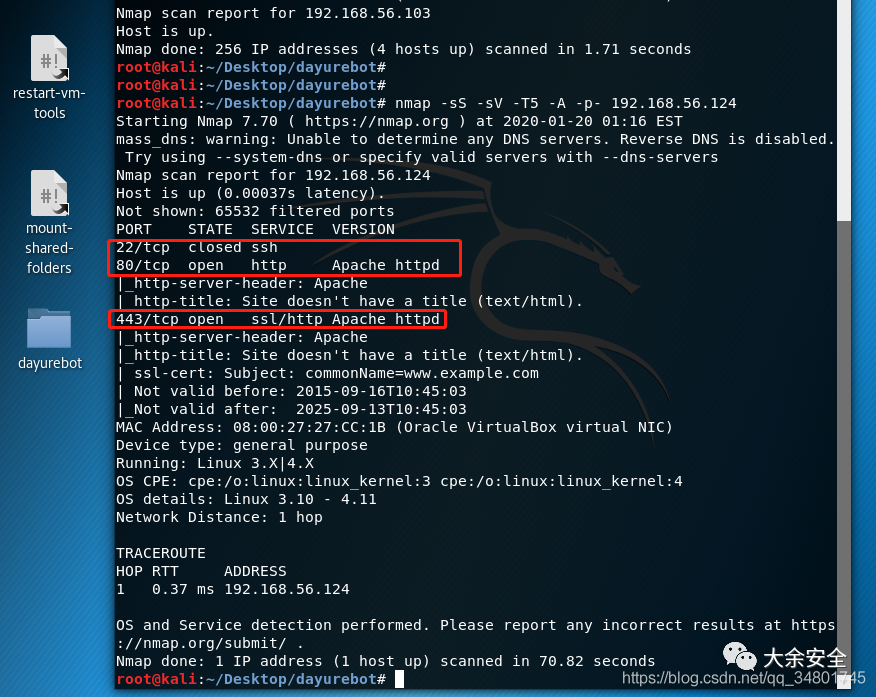 Nmap scan report for 192.168.56.103
Host is up.
Nmap done: 256 IP addresses (4 hosts up) scanned in 1.71 seconds
root@kali:~/Desktop/dayurebot#
root@kali:~/Desktop/dayurebot#
root@kali:~/Desktop/dayurebot# nmap -sS -sV -T5 -A -p- 192.168.56.124
Starting Nmap 7.70 ( https://nmap.org ) at 2020-01-20 01:16 EST
mass_dns: warning: Unable to determine any DNS servers. Reverse DNS is disabled.
 Try using --system-dns or specify valid servers with --dns-servers
Nmap scan report for 192.168.56.124
Host is up (0.00037s latency).
Not shown: 65532 filtered ports
PORT    STATE  SERVICE  VERSION
22/tcp  closed ssh
80/tcp  open   http     Apache httpd
|_http-server-header: Apache
|_http-title: Site doesn't have a title (text/html).
443/tcp open   ssl/http Apache httpd
|_http-server-header: Apache
|_http-title: Site doesn't have a title (text/html).
| ssl-cert: Subject: commonName=www.example.com
| Not valid before: 2015-09-16T10:45:03
|_Not valid after:  2025-09-13T10:45:03
MAC Address: 08:00:27:27:CC:1B (Oracle VirtualBox virtual NIC)
Device type: general purpose
Running: Linux 3.X|4.X
OS CPE: cpe:/o:linux:linux_kernel:3 cpe:/o:linux:linux_kernel:4
OS details: Linux 3.10 - 4.11
Network Distance: 1 hop
TRACEROUTE
HOP RTT     ADDRESS
1   0.37 ms 192.168.56.124
OS and Service detection performed. Please report any incorrect results at https
://nmap.org/submit/ .
Nmap done: 1 IP address (1 host up) scanned in 70.82 seconds
root@kali:~/Desktop/dayurebot#
#!
restart-vm-
tools
#!
mount-
shared-
folders
dayurebot
大余安全
https://blog.csdn.net/qq_34801745